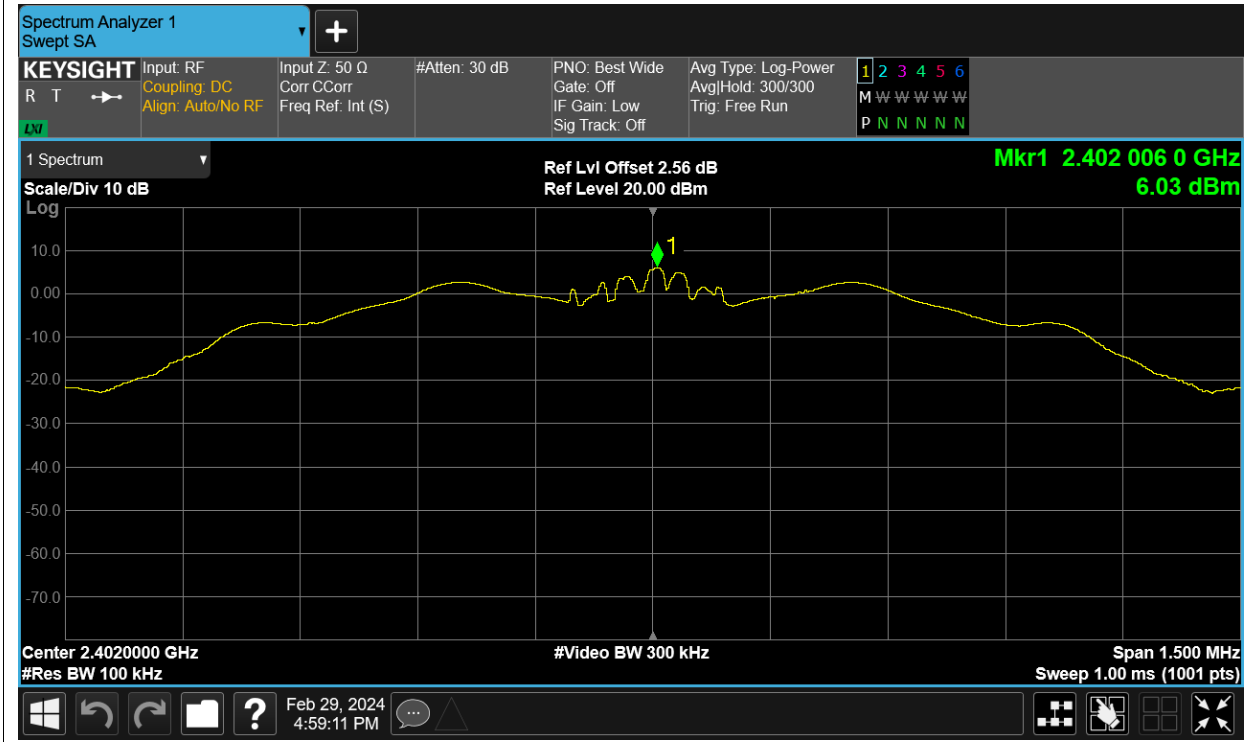 Spectrum Analyzer 1
Swept SA
KEYSIGHT
R T
LXI
Input: RF
Coupling: DC
Align: Auto/No RF
Input Z: 50 Ω
Corr CCorr
Freq Ref: Int (S)
#Atten: 30 dB
PNO: Best Wide
Gate: Off
IF Gain: Low
Sig Track: Off
Avg Type: Log-Power
Avg|Hold: 300/300
Trig: Free Run
1 2 3 4 5 6
M W W W W W
P N N N N N
1 Spectrum
Scale/Div 10 dB
Log
Ref Lvl Offset 2.56 dB
Ref Level 20.00 dBm
Mkr1 2.402 006 0 GHz
6.03 dBm
1
10.0
0.00
-10.0
-20.0
-30.0
-40.0
-50.0
-60.0
-70.0
Center 2.4020000 GHz
#Video BW 300 kHz
Span 1.500 MHz
#Res BW 100 kHz
Sweep 1.00 ms (1001 pts)
?
Feb 29, 2024
4:59:11 PM